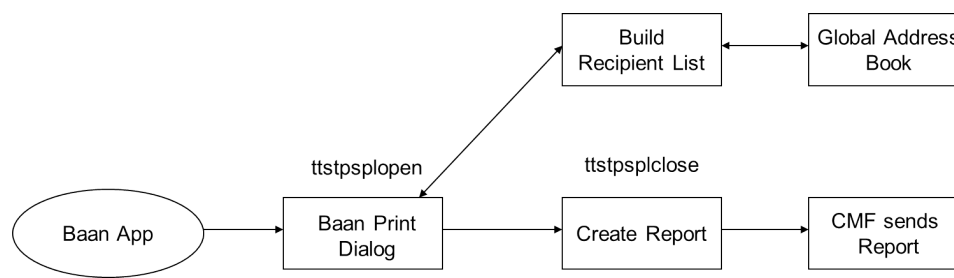 Build
Recipient List
Global Address
Book
ttstpsplopen
ttstpsplclose
Baan App
Baan Print
Dialog
Create Report
CMF sends
Report